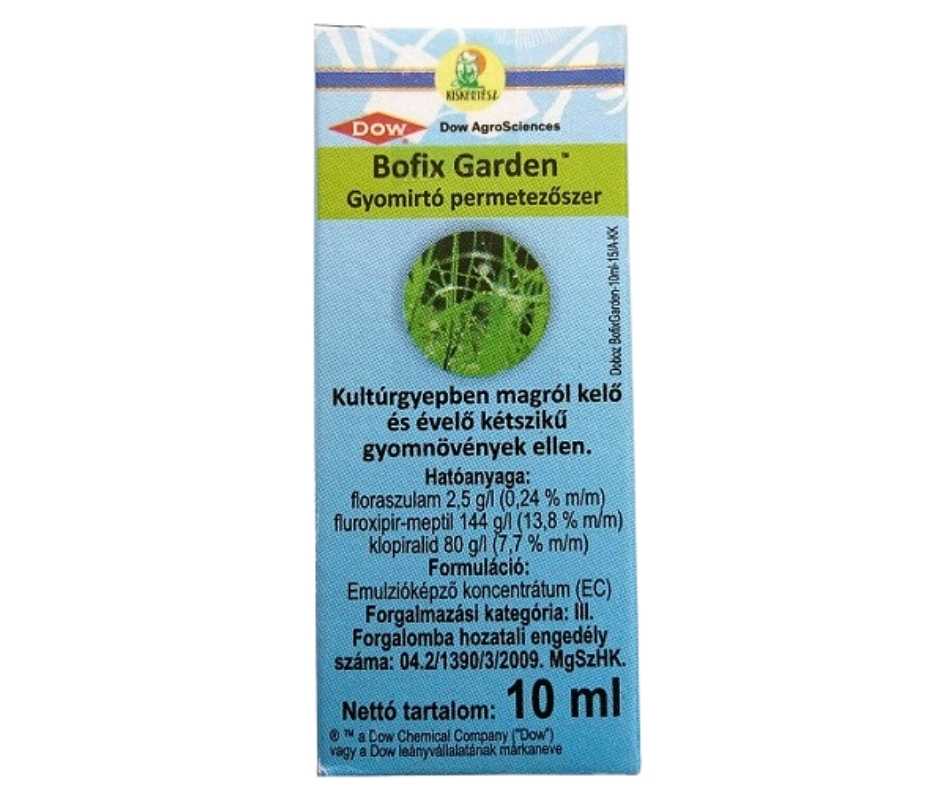 KISKERTÉSZ
Dow
Dow AgroSciences
Bofix Garden™
Gyomirtó permetezőszer
Doboz BofixGarden-10ml-15/A-KK
Kultúrgyepben magról kelő
és évelő kétszikű
gyomnövények ellen.
Hatóanyaga:
floraszulam 2,5 g/l (0,24 % m/m)
fluroxipir-meptil 144 g/l (13,8 % m/m)
klopiralid 80 g/l (7,7 % m/m)
Formuláció:
Emulzióképző koncentrátum (EC)
Forgalmazási kategória: III.
Forgalomba hozatali engedély
száma: 04.2/1390/3/2009. MgSzHK.
Nettó tartalom: 10 ml
® ™ a Dow Chemical Company ("Dow")
vagy a Dow leányvállalatának márkaneve